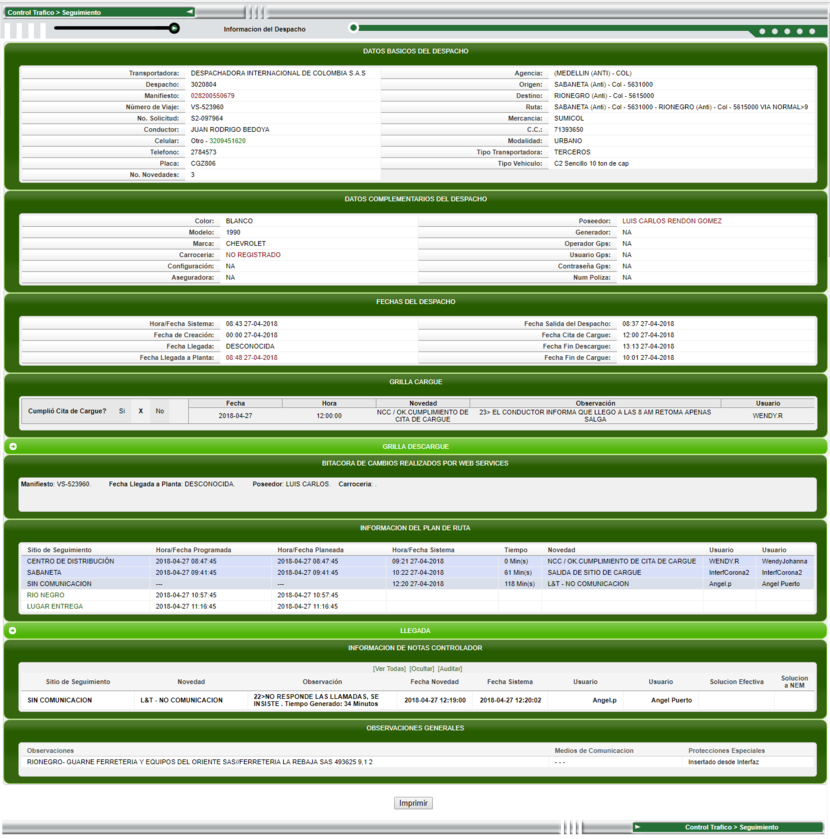 Control Trafico > Seguimiento
Informacion del Despacho
DATOS BASICOS DEL DESPACHO
Transportadora: DESPACHADORA INTERNACIONAL DE COLOMBIA S.A.S Agencia: (MEDELLIN (ANTI) - COL)
Despacho: 3020804 Origen: SABANETA (Anti) - Col - 5631000
Manifiesto: 028200550679 Destino: RIONEGRO (Anti) - Col - 5615000
Número de Viaje: VS-523960 Ruta: SABANETA (Anti) - Col - 5631000 - RIONEGRO (Anti) - Col - 5615000 VIA NORMAL>9
No. Solicitud: S2-097964 Mercancia: SUMICOL
Conductor: JUAN RODRIGO BEDOYA C.C.: 71393650
Celular: Otro - 3209451620 Modalidad: URBANO
Telefono: 2784573 Tipo Transportadora: TERCEROS
Placa: CGZ806 Tipo Vehiculo: C2 Sencillo 10 ton de cap
No. Novedades: 3
DATOS COMPLEMENTARIOS DEL DESPACHO
Color: BLANCO Poseedor: LUIS CARLOS RENDON GOMEZ
Modelo: 1990 Generador: NA
Marca: CHEVROLET Operador Gps: NA
Carroceria: NO REGISTRADO Usuario Gps: NA
Configuración: NA Contraseña Gps: NA
Aseguradora: NA Num Poliza: NA
FECHAS DEL DESPACHO
Hora/Fecha Sistema: 08:43 27-04-2018 Fecha Salida del Despacho: 08:37 27-04-2018
Fecha de Creación: 00:00 27-04-2018 Fecha Cita de Cargue: 12:00 27-04-2018
Fecha Llegada: DESCONOCIDA Fecha Fin Descargue: 13:13 27-04-2018
Fecha Llegada a Planta: 08:48 27-04-2018 Fecha Fin de Cargue: 10:01 27-04-2018
GRILLA CARGUE
Cumplió Cita de Cargue? Si X No Fecha Hora Novedad Observación Usuario
2018-04-27 12:00:00 NCC / OK.CUMPLIMIENTO DE CITA DE CARGUE 23> EL CONDUCTOR INFORMA QUE LLEGO A LAS 8 AM RETOMA APENAS SALGA WENDY.R
GRILLA DESCARGUE
BITACORA DE CAMBIOS REALIZADOS POR WEB SERVICES
Manifiesto: VS-523960. Fecha Llegada a Planta: DESCONOCIDA. Poseedor: LUIS CARLOS. Carroceria: .
INFORMACION DEL PLAN DE RUTA
Sitio de Seguimiento Hora/Fecha Programada Hora/Fecha Planeada Hora/Fecha Sistema Tiempo Novedad Usuario Usuario
CENTRO DE DISTRIBUCIÓN 2018-04-27 08:47:45 2018-04-27 08:47:45 09:21 27-04-2018 0 Min(s) NCC / OK.CUMPLIMIENTO DE CITA DE CARGUE WENDY.R WendyJohanna
SABANETA 2018-04-27 09:41:45 2018-04-27 09:41:45 10:22 27-04-2018 61 Min(s) SALIDA DE SITIO DE CARGUE InterfCorona2 InterfCorona2
SIN COMUNICACION --- --- 12:20 27-04-2018 118 Min(s) L&T - NO COMUNICACION Angel.p Angel Puerto
RIO NEGRO 2018-04-27 10:57:45 2018-04-27 10:57:45
LUGAR ENTREGA 2018-04-27 11:16:45 2018-04-27 11:16:45
LLEGADA
INFORMACION DE NOTAS CONTROLADOR
[Ver Todas] [Ocultar] [Auditar]
Sitio de Seguimiento Novedad Observación Fecha Novedad Fecha Sistema Usuario Usuario Solucion Efectiva Solucion a NEM
SIN COMUNICACION L&T - NO COMUNICACION 22>NO RESPONDE LAS LLAMADAS, SE INSISTE . Tiempo Generado: 34 Minutos 2018-04-27 12:19:00 2018-04-27 12:20:02 Angel.p Angel Puerto
OBSERVACIONES GENERALES
Observaciones Medios de Comunicacion Protecciones Especiales
RIONEGRO- GUARNE FERRETERIA Y EQUIPOS DEL ORIENTE SAS//FERRETERIA LA REBAJA SAS 493625 9.1.2 - - - Insertado desde Interfaz
Imprimir
Control Trafico > Seguimiento